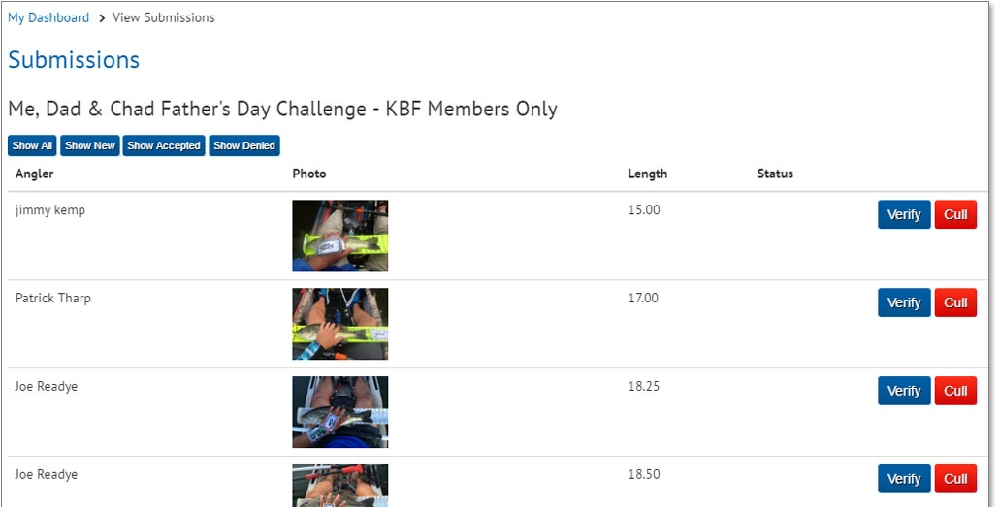 My Dashboard > View Submissions
Submissions
Me, Dad & Chad Father's Day Challenge - KBF Members Only
Show All Show New Show Accepted Show Denied
Angler Photo Length Status
jimmy kemp 15.00 Verify Cull
Patrick Tharp 17.00 Verify Cull
Joe Readye 18.25 Verify Cull
Joe Readye 18.50 Verify Cull